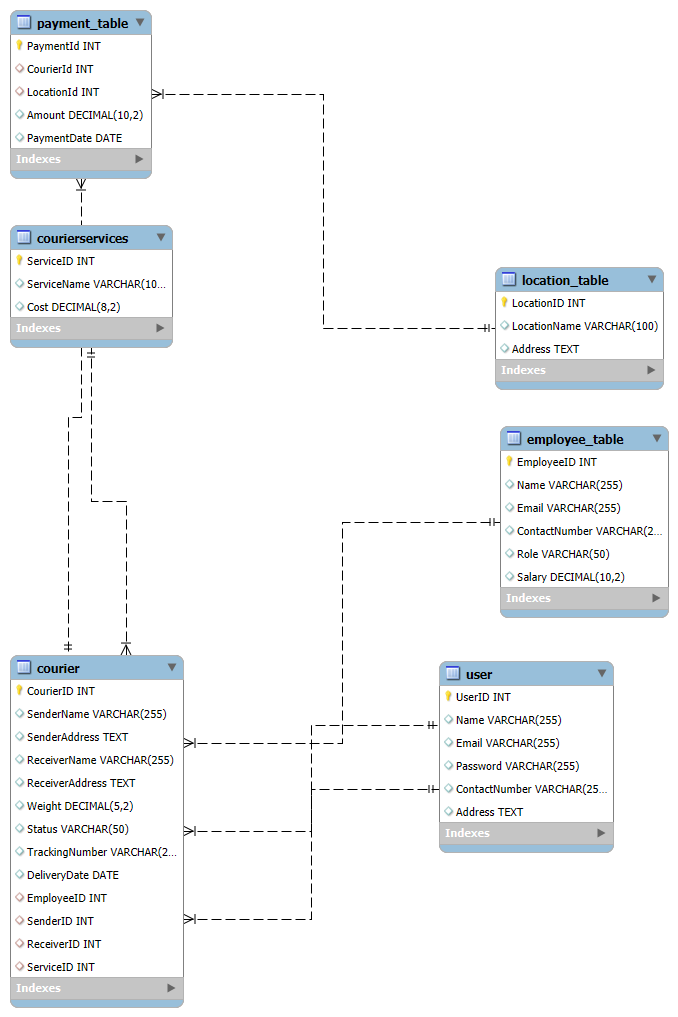 payment_table
PaymentId INT
CourierId INT
LocationId INT
Amount DECIMAL(10,2)
PaymentDate DATE
Indexes
courierservices
ServiceID INT
ServiceName VARCHAR(10...
Cost DECIMAL(8,2)
Indexes
location_table
LocationID INT
LocationName VARCHAR(100)
Address TEXT
Indexes
employee_table
EmployeeID INT
Name VARCHAR(255)
Email VARCHAR(255)
ContactNumber VARCHAR(2...
Role VARCHAR(50)
Salary DECIMAL(10,2)
Indexes
courier
CourierID INT
SenderName VARCHAR(255)
SenderAddress TEXT
ReceiverName VARCHAR(255)
ReceiverAddress TEXT
Weight DECIMAL(5,2)
Status VARCHAR(50)
TrackingNumber VARCHAR(2...
DeliveryDate DATE
EmployeeID INT
SenderID INT
ReceiverID INT
ServiceID INT
Indexes
user
UserID INT
Name VARCHAR(255)
Email VARCHAR(255)
Password VARCHAR(255)
ContactNumber VARCHAR(25...
Address TEXT
Indexes